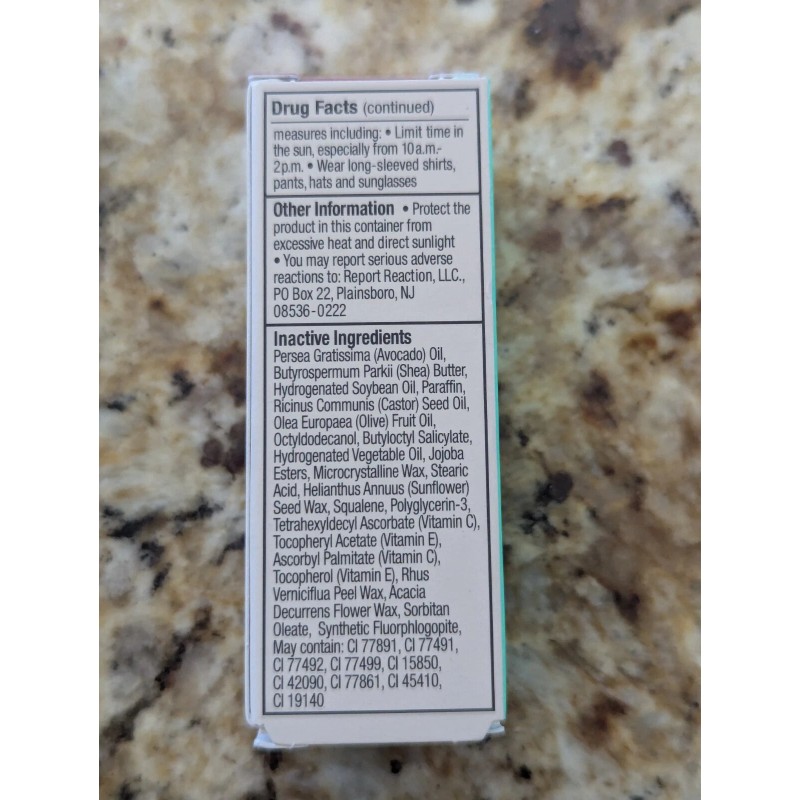 Drug Facts (continued)
measures including: • Limit time in
the sun, especially from 10 a.m.-
2p.m. • Wear long-sleeved shirts,
pants, hats and sunglasses
Other Information • Protect the
product in this container from
excessive heat and direct sunlight
• You may report serious adverse
reactions to: Report Reaction, LLC.,
PO Box 22, Plainsboro, NJ
08536-0222
Inactive Ingredients
Persea Gratissima (Avocado) Oil,
Butyrospermum Parkii (Shea) Butter,
Hydrogenated Soybean Oil, Paraffin,
Ricinus Communis (Castor) Seed Oil,
Olea Europaea (Olive) Fruit Oil,
Octyldodecanol, Butyloctyl Salicylate,
Hydrogenated Vegetable Oil, Jojoba
Esters, Microcrystalline Wax, Stearic
Acid, Helianthus Annuus (Sunflower)
Seed Wax, Squalene, Polyglycerin-3,
Tetrahexyldecyl Ascorbate (Vitamin C),
Tocopheryl Acetate (Vitamin E),
Ascorbyl Palmitate (Vitamin C),
Tocopherol (Vitamin E), Rhus
Verniciflua Peel Wax, Acacia
Decurrens Flower Wax, Sorbitan
Oleate, Synthetic Fluorphlogopite,
May contain: CI 77891, CI 77491,
CI 77492, CI 77499, CI 15850,
CI 42090, CI 77861, CI 45410,
CI 19140